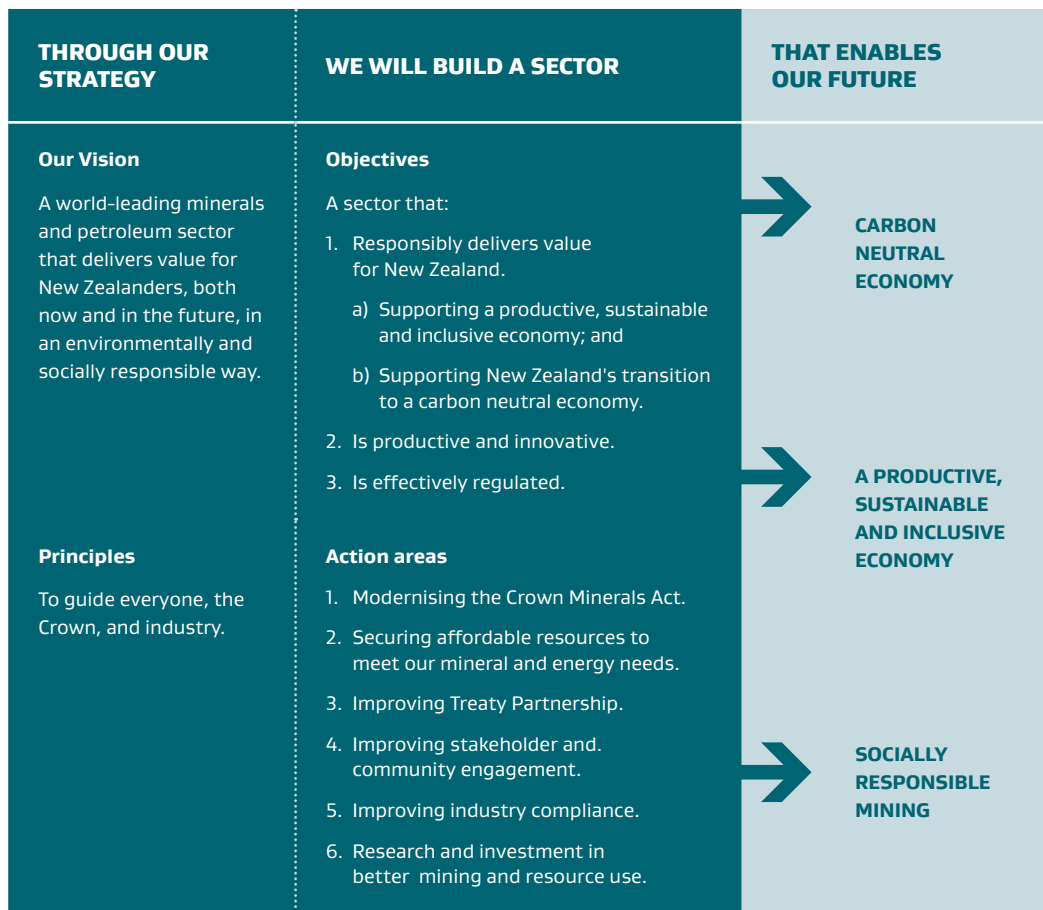 THROUGH OUR
STRATEGY
WE WILL BUILD A SECTOR
THAT ENABLES
OUR FUTURE
Our Vision
A world-leading minerals
and petroleum sector
that delivers value for
New Zealanders, both
now and in the future, in
an environmentally and
socially responsible way.
Objectives
A sector that:
1. Responsibly delivers value
for New Zealand.
a) Supporting a productive, sustainable
and inclusive economy; and
b) Supporting New Zealand's transition
to a carbon neutral economy.
2. Is productive and innovative.
3. Is effectively regulated.
Principles
To guide everyone, the
Crown, and industry.
Action areas
1. Modernising the Crown Minerals Act.
2. Securing affordable resources to
meet our mineral and energy needs.
3. Improving Treaty Partnership.
4. Improving stakeholder and.
community engagement.
5. Improving industry compliance.
6. Research and investment in
better  mining and resource use.
CARBON
NEUTRAL
ECONOMY
A PRODUCTIVE,
SUSTAINABLE
AND INCLUSIVE
ECONOMY
SOCIALLY
RESPONSIBLE
MINING